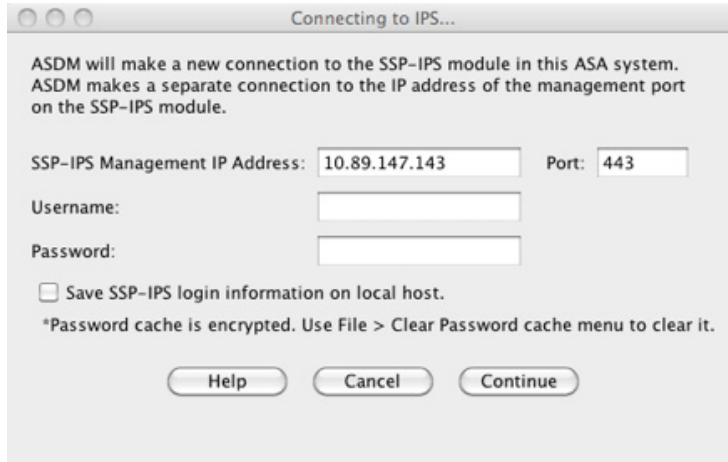 Connecting to IPS...
ASDM will make a new connection to the SSP-IPS module in this ASA system.
ASDM makes a separate connection to the IP address of the management port
on the SSP-IPS module.
SSP-IPS Management IP Address: 10.89.147.143 Port: 443
Username:
Password:
Save SSP-IPS login information on local host.
*Password cache is encrypted. Use File > Clear Password cache menu to clear it.
Help Cancel Continue